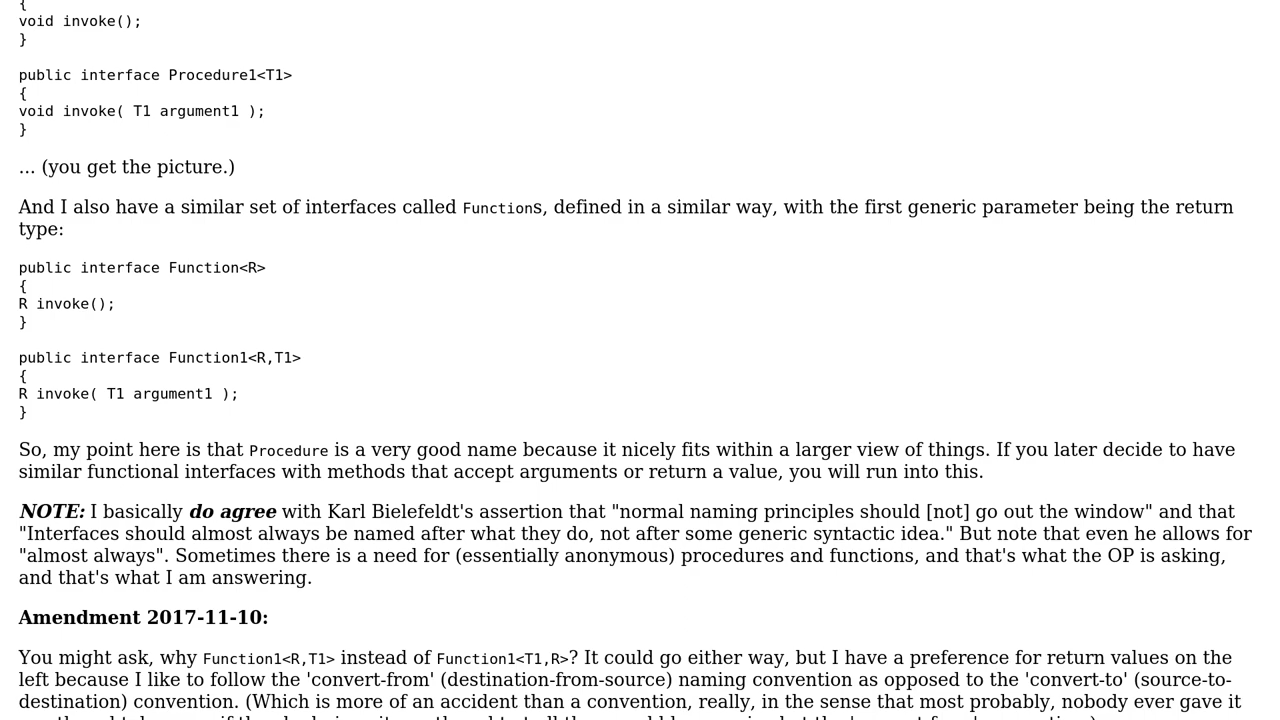 {
void invoke();
}
public interface Procedure1<T1>
{
void invoke( T1 argument1 );
}
... (you get the picture.)
And I also have a similar set of interfaces called Functions, defined in a similar way, with the first generic parameter being the return
type:
public interface Function<R>
{
R invoke();
}
public interface Function1<R,T1>
{
R invoke( T1 argument1 );
}
So, my point here is that Procedure is a very good name because it nicely fits within a larger view of things. If you later decide to have
similar functional interfaces with methods that accept arguments or return a value, you will run into this.
NOTE: I basically do agree with Karl Bielefeldt's assertion that "normal naming principles should [not] go out the window" and that
"Interfaces should almost always be named after what they do, not after some generic syntactic idea." But note that even he allows for
"almost always". Sometimes there is a need for (essentially anonymous) procedures and functions, and that's what the OP is asking,
and that's what I am answering.
Amendment 2017-11-10:
You might ask, why Function1<R,T1> instead of Function1<T1,R>? It could go either way, but I have a preference for return values on the
left because I like to follow the 'convert-from' (destination-from-source) naming convention as opposed to the 'convert-to' (source-to-
destination) convention. (Which is more of an accident than a convention, really, in the sense that most probably, nobody ever gave it